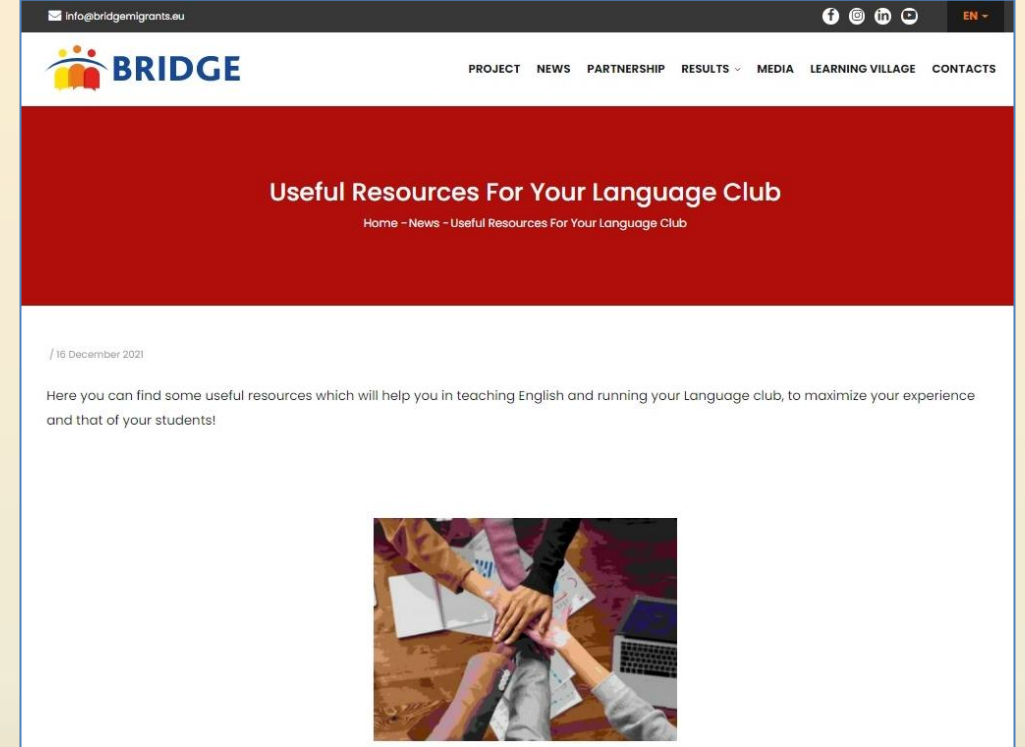 info@bridgemigrants.eu
EN
BRIDGE
PROJECT NEWS PARTNERSHIP RESULTS MEDIA LEARNING VILLAGE CONTACTS
Useful Resources For Your Language Club
Home - News - Useful Resources For Your Language Club
/ 16 December 2021
Here you can find some useful resources which will help you in teaching English and running your Language club, to maximize your experience
and that of your students!